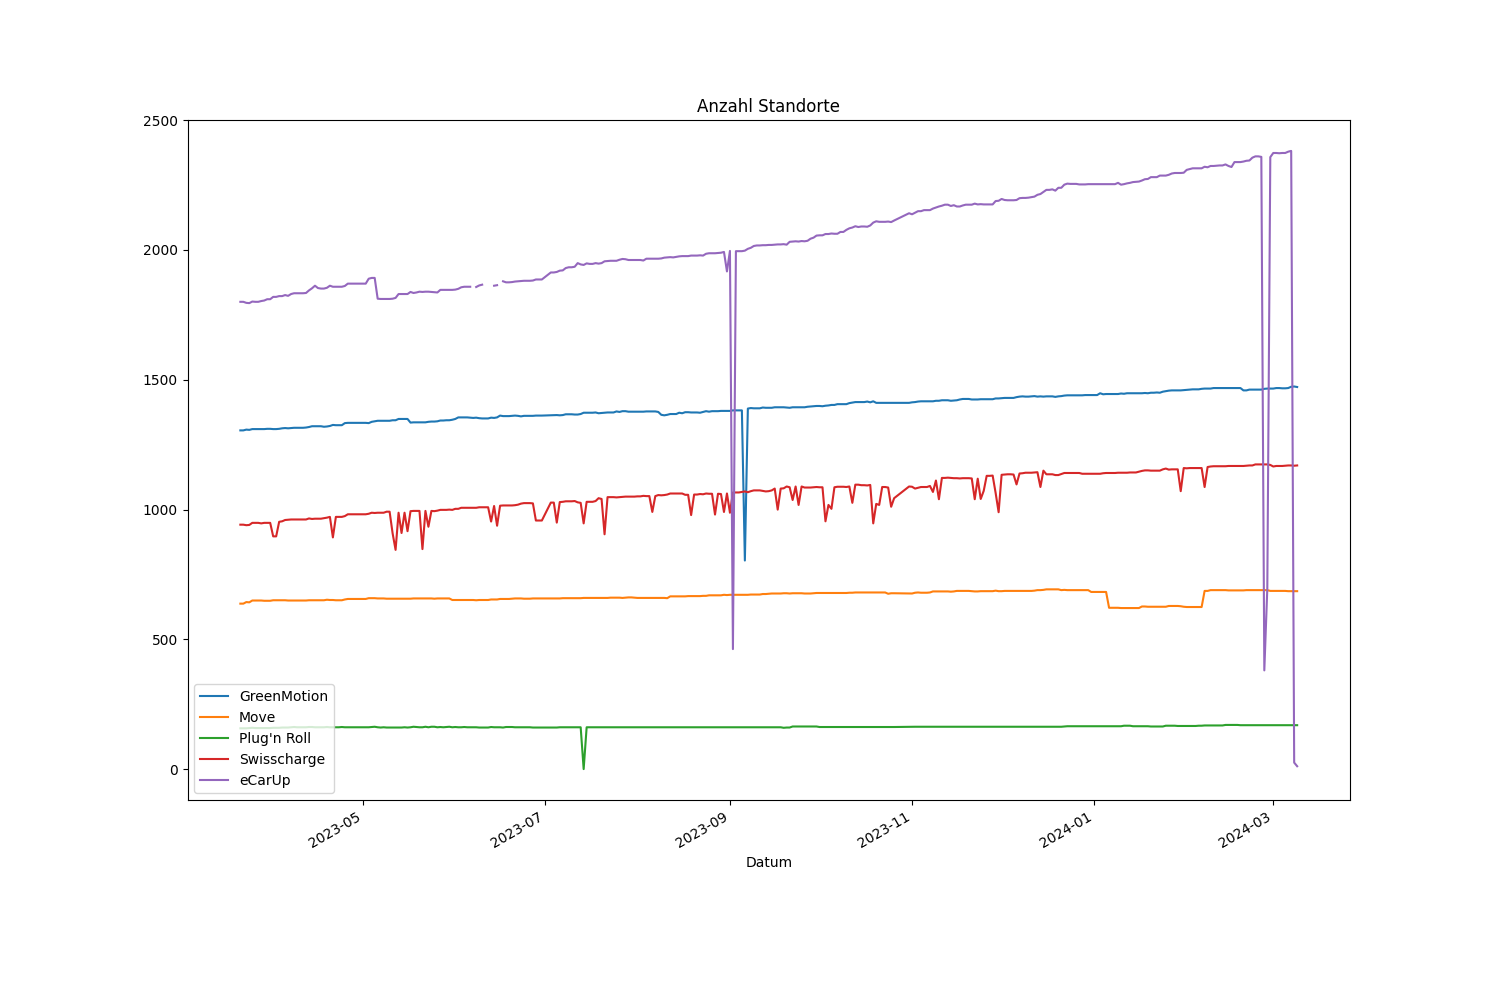 Anzahl Standorte
2500
2000
1500
1000
500
0
GreenMotion
Move
Plug'n Roll
Swisscharge
eCarUp
2023-05
2023-07
2023-09
2023-11
2024-01
2024-03
Datum